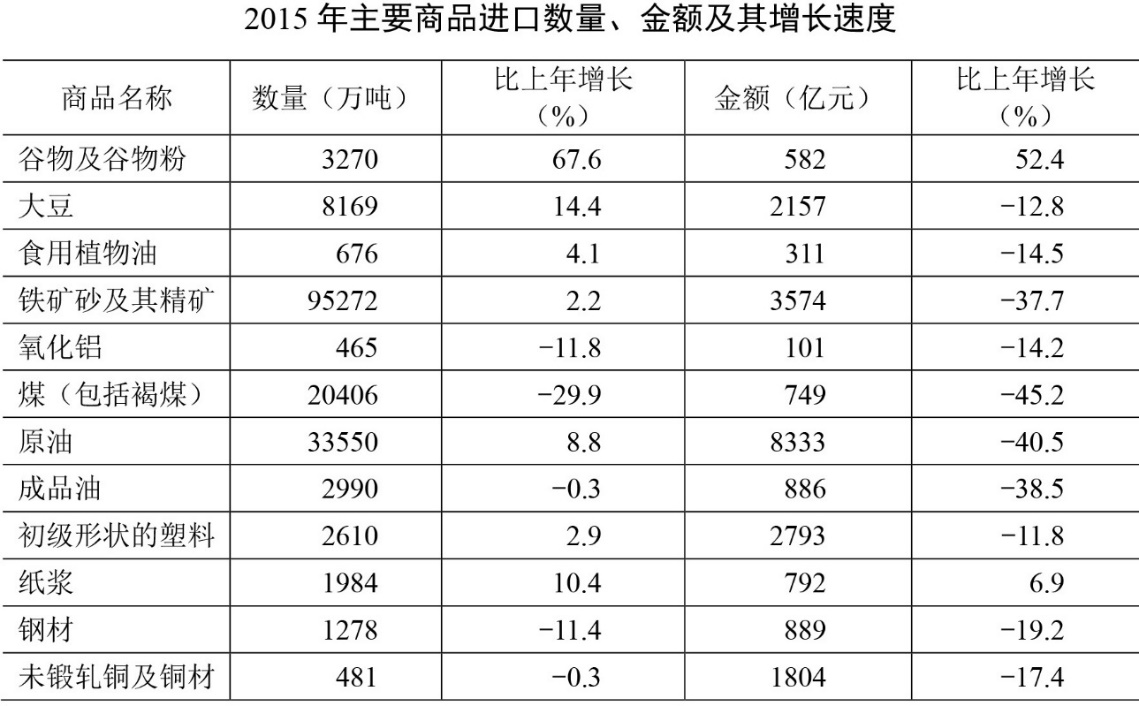 2015 年主要商品进口数量、金额及其增长速度
商品名称 数量（万吨） 比上年增长（%） 金额（亿元） 比上年增长（%）
谷物及谷物粉 3270 67.6 582 52.4
大豆 8169 14.4 2157 -12.8
食用植物油 676 4.1 311 -14.5
铁矿砂及其精矿 95272 2.2 3574 -37.7
氧化铝 465 -11.8 101 -14.2
煤（包括褐煤） 20406 -29.9 749 -45.2
原油 33550 8.8 8333 -40.5
成品油 2990 -0.3 886 -38.5
初级形状的塑料 2610 2.9 2793 -11.8
纸浆 1984 10.4 792 6.9
钢材 1278 -11.4 889 -19.2
未锻轧铜及铜材 481 -0.3 1804 -17.4